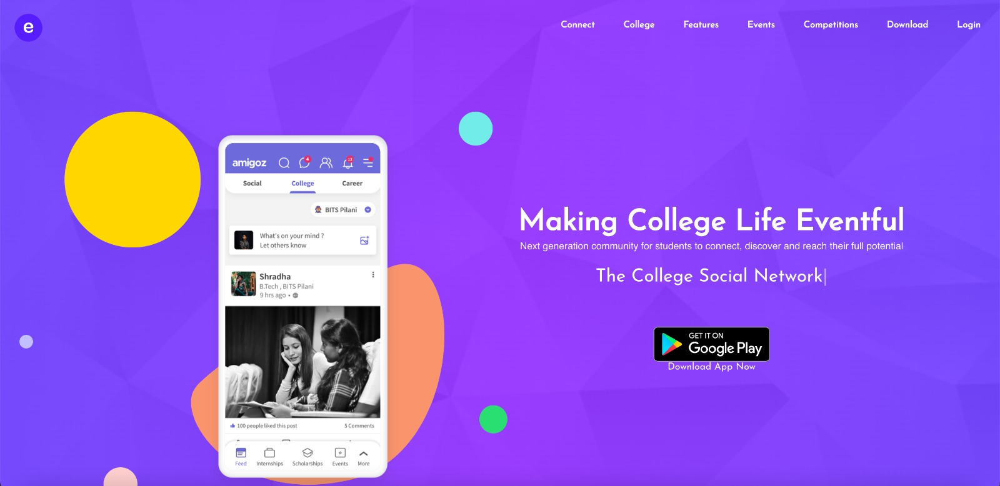 e
Connect College Features Events Competitions Download Login
amigoz 4 12
Social College Career
BITS Pilani
What's on your mind ?
Let others know
Shradha
B.Tech , BITS Pilani
9 hrs ago •
100 people liked this post 5 Comments
Feed Internships Scholarships Events More
Making College Life Eventful
Next generation community for students to connect, discover and reach their full potential
The College Social Network|
GET IT ON
Google Play
Download App Now